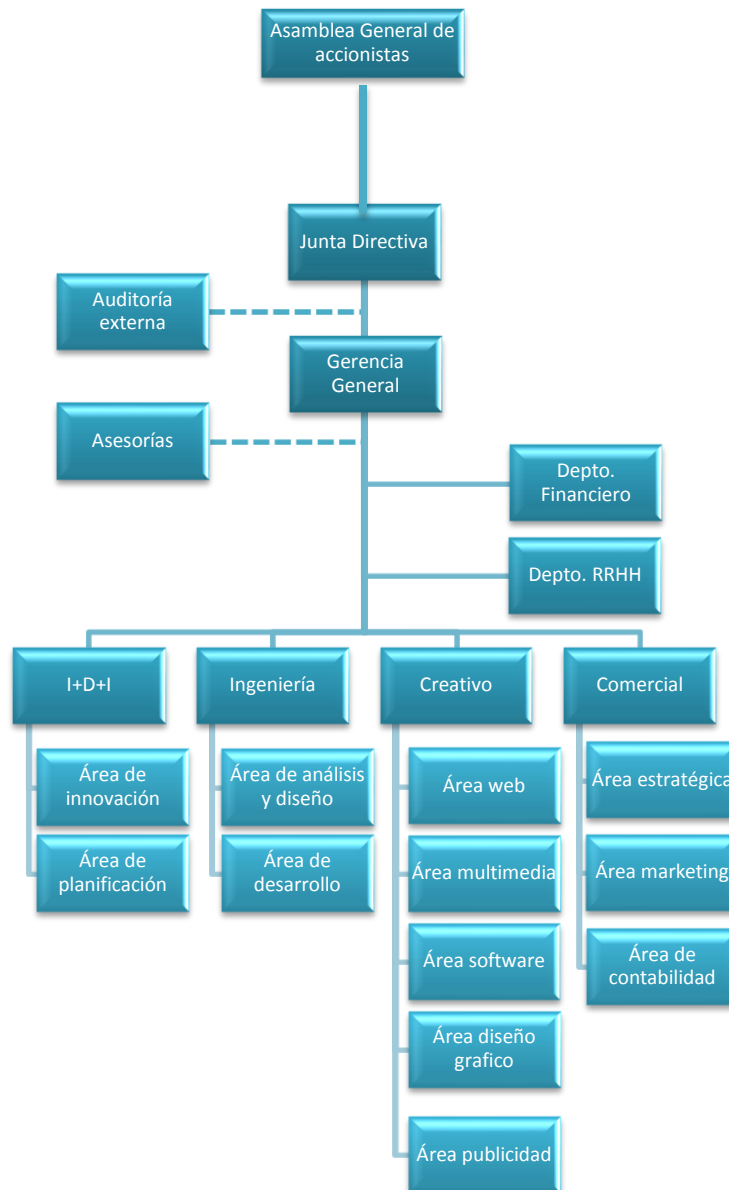 Asamblea General de
accionistas
Junta Directiva
Auditoría
externa
Gerencia
General
Asesorías
Depto.
Financiero
Depto. RRHH
I+D+I
Ingeniería
Creativo
Comercial
Área de
innovación
Área de
planificación
Área de análisis
y diseño
Área de
desarrollo
Área web
Área multimedia
Área software
Área diseño
grafico
Área publicidad
Área estratégica
Área marketing
Área de
contabilidad